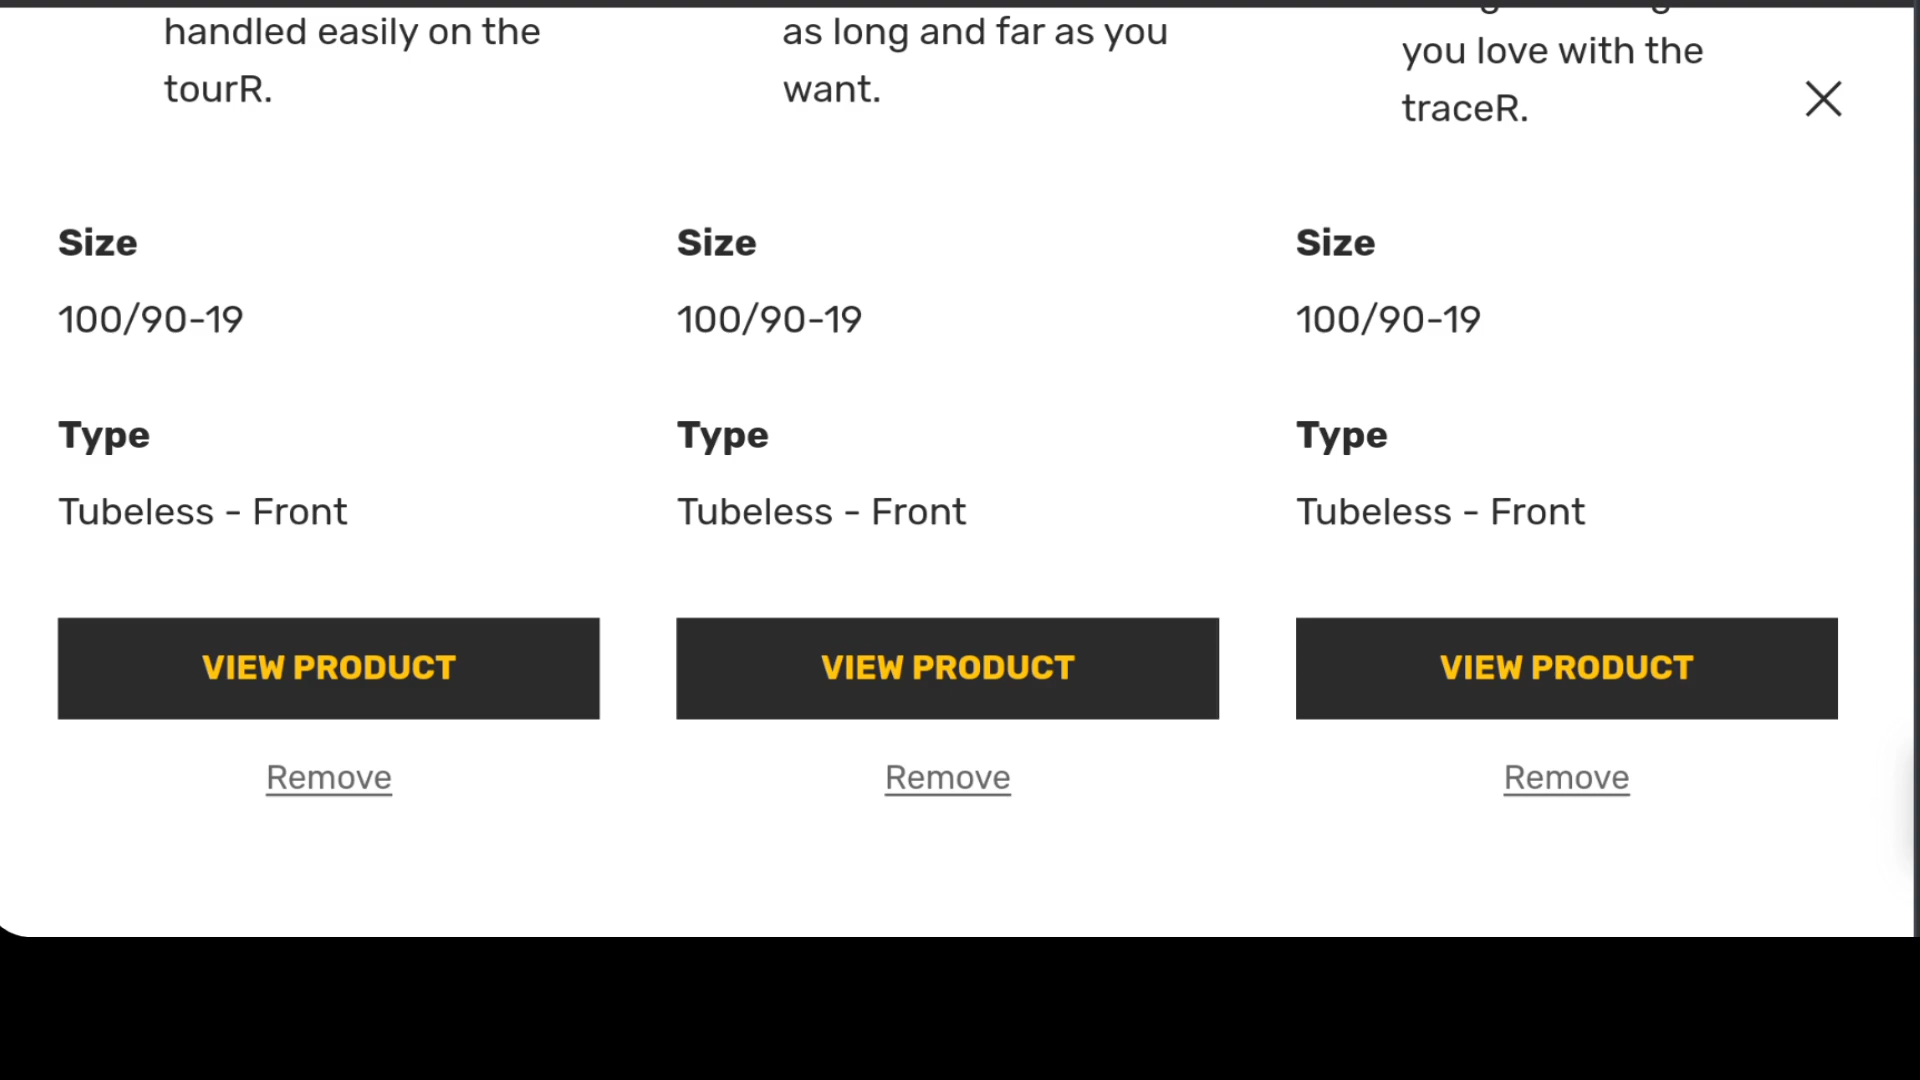 handled easily on the
tourR.
as long and far as you
want.
you love with the
traceR.
Size
100/90-19
Type
Tubeless - Front
VIEW PRODUCT
Remove
Size
100/90-19
Type
Tubeless - Front
VIEW PRODUCT
Remove
Size
100/90-19
Type
Tubeless - Front
VIEW PRODUCT
Remove